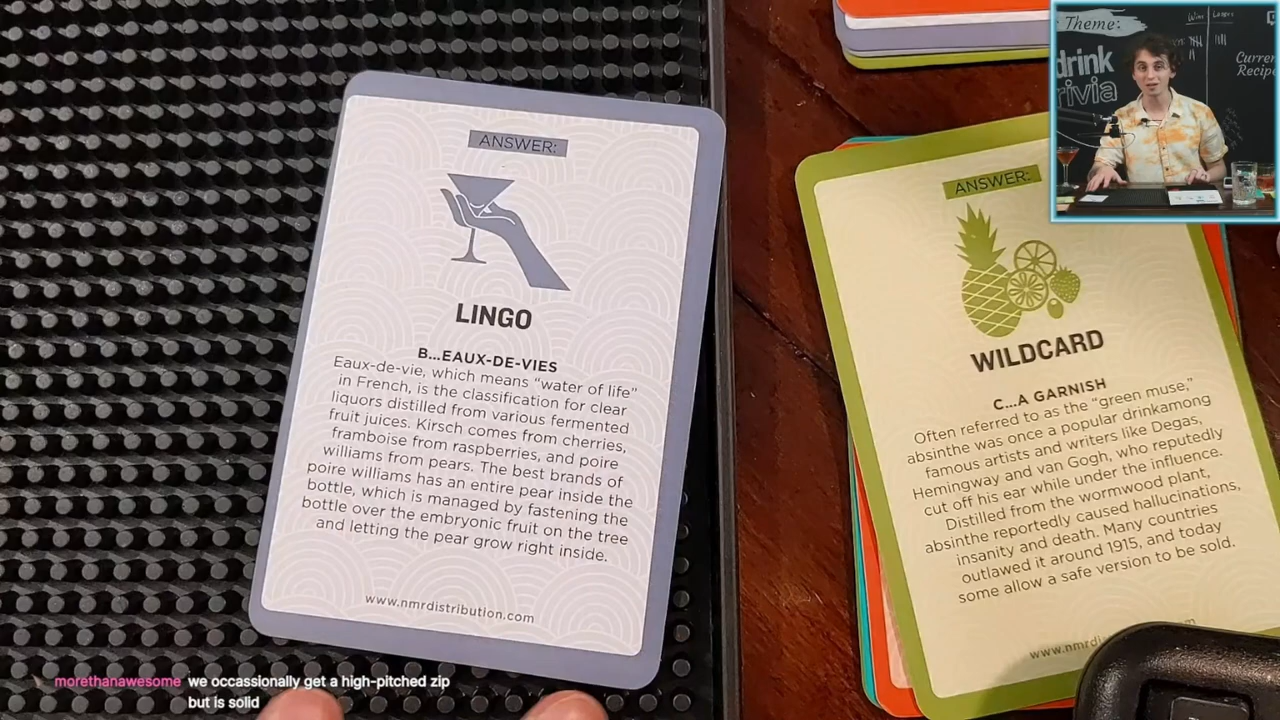 ANSWER:
LINGO
B...EAUX-DE-VIES
Eaux-de-vie, which means “water of life”
in French, is the classification for clear
liquors distilled from various fermented
fruit juices. Kirsch comes from cherries,
framboise from raspberries, and poire
williams from pears. The best brands of
poire williams has an entire pear inside the
bottle, which is managed by fastening the
bottle over the embryonic fruit on the tree
and letting the pear grow right inside.
www.nmrdistribution.com
ANSWER:
WILDCARD
C...A GARNISH
Often referred to as the “green muse,”
absinthe was once a popular drinkamong
famous artists and writers like Degas,
Hemingway and van Gogh, who reputedly
cut off his ear while under the influence.
Distilled from the wormwood plant,
absinthe reportedly caused hallucinations,
insanity and death. Many countries
outlawed it around 1915, and today
some allow a safe version to be sold.
Theme:
drink
rivia
Recipe
morethanawesome we occassionally get a high-pitched zip
but is solid